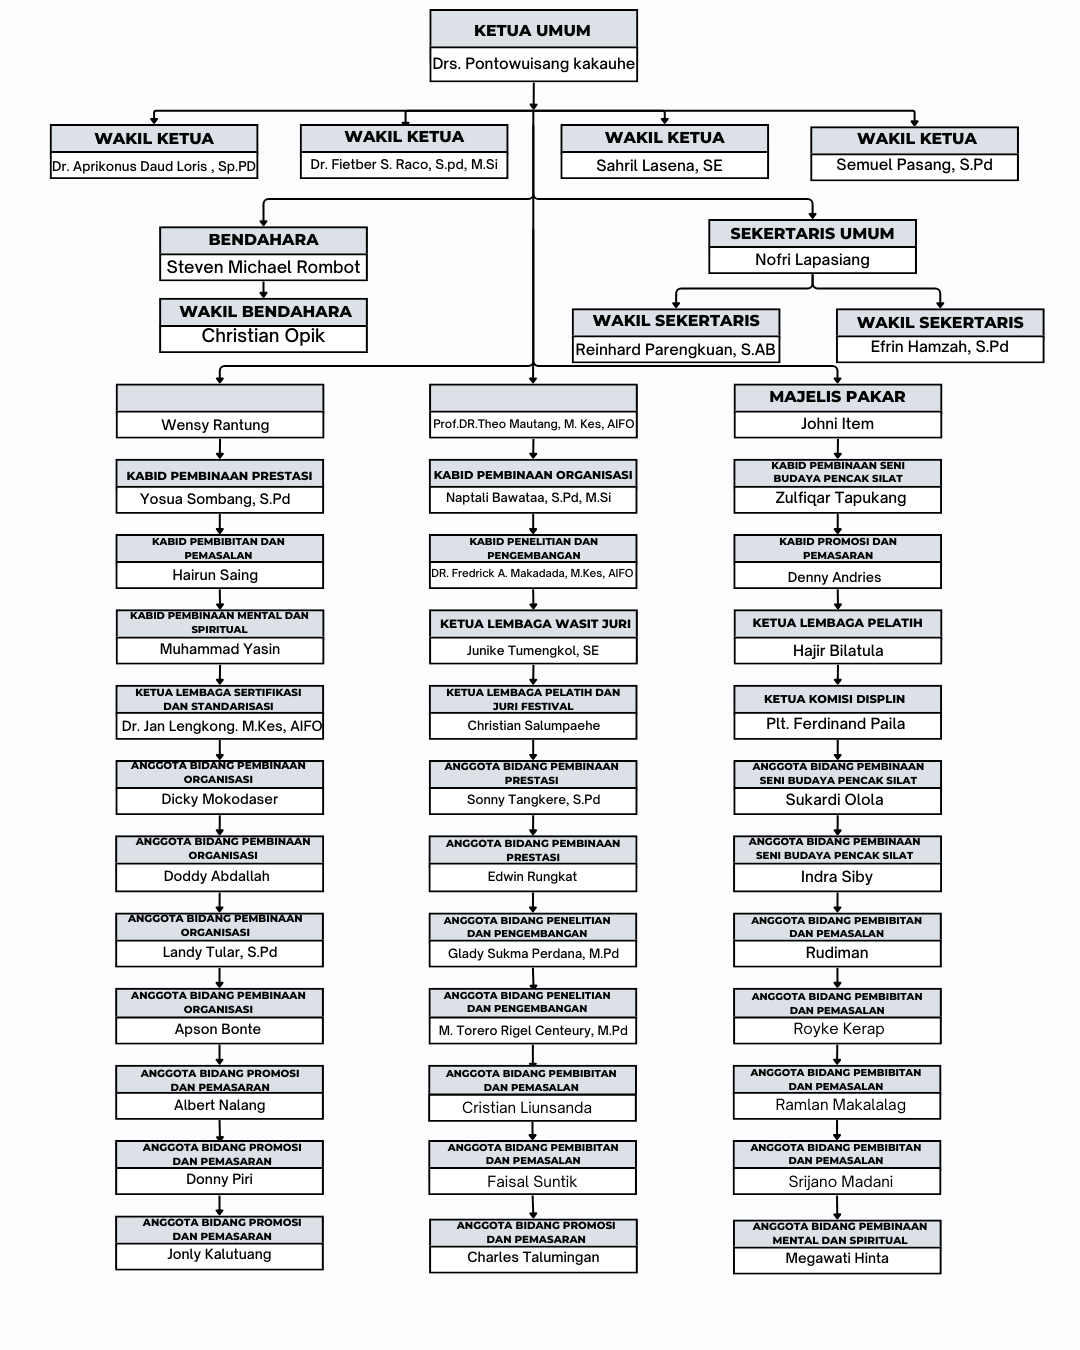 KETUA UMUM
Drs. Pontowuisang kakauhe
WAKIL KETUA
Dr. Aprikonus Daud Loris , Sp.PD
WAKIL KETUA
Dr. Fietber S. Raco, S.pd, M.Si
WAKIL KETUA
Sahril Lasena, SE
WAKIL KETUA
Semuel Pasang, S.Pd
BENDAHARA
Steven Michael Rombot
WAKIL BENDAHARA
Christian Opik
SEKERTARIS UMUM
Nofri Lapasiang
WAKIL SEKERTARIS
Reinhard Parengkuan, S.AB
WAKIL SEKERTARIS
Efrin Hamzah, S.Pd
Wensy Rantung
Prof.DR.Theo Mautang, M. Kes, AIFO
MAJELIS PAKAR
Johni Item
KABID PEMBINAAN PRESTASI
Yosua Sombang, S.Pd
KABID PEMBINAAN ORGANISASI
Naptali Bawataa, S.Pd, M.Si
KABID PEMBINAAN SENI
BUDAYA PENCAK SILAT
Zulfiqar Tapukang
KABID PEMBIBITAN DAN
PEMASALAN
Hairun Saing
KABID PENELITIAN DAN
PENGEMBANGAN
DR. Fredrick A. Makadada, M.Kes, AIFO
KABID PROMOSI DAN
PEMASARAN
Denny Andries
KABID PEMBINAAN MENTAL DAN
SPIRITUAL
Muhammad Yasin
KETUA LEMBAGA WASIT JURI
Junike Tumengkol, SE
KETUA LEMBAGA PELATIH
Hajir Bilatula
KETUA LEMBAGA SERTIFIKASI
DAN STANDARISASI
Dr. Jan Lengkong. M.Kes, AIFO
KETUA LEMBAGA PELATIH DAN
JURI FESTIVAL
Christian Salumpaehe
KETUA KOMISI DISPLIN
Plt. Ferdinand Paila
ANGGOTA BIDANG PEMBINAAN
ORGANISASI
Dicky Mokodaser
ANGGOTA BIDANG PEMBINAAN
PRESTASI
Sonny Tangkere, S.Pd
ANGGOTA BIDANG PEMBINAAN
SENI BUDAYA PENCAK SILAT
Sukardi Olola
ANGGOTA BIDANG PEMBINAAN
ORGANISASI
Doddy Abdallah
ANGGOTA BIDANG PEMBINAAN
PRESTASI
Edwin Rungkat
ANGGOTA BIDANG PEMBINAAN
SENI BUDAYA PENCAK SILAT
Indra Siby
ANGGOTA BIDANG PEMBINAAN
ORGANISASI
Landy Tular, S.Pd
ANGGOTA BIDANG PENELITIAN
DAN PENGEMBANGAN
Glady Sukma Perdana, M.Pd
ANGGOTA BIDANG PEMBIBITAN
DAN PEMASALAN
Rudiman
ANGGOTA BIDANG PEMBINAAN
ORGANISASI
Apson Bonte
ANGGOTA BIDANG PENELITIAN
DAN PENGEMBANGAN
M. Torero Rigel Centeury, M.Pd
ANGGOTA BIDANG PEMBIBITAN
DAN PEMASALAN
Royke Kerap
ANGGOTA BIDANG PROMOSI
DAN PEMASARAN
Albert Nalang
ANGGOTA BIDANG PEMBIBITAN
DAN PEMASALAN
Cristian Liunsanda
ANGGOTA BIDANG PEMBIBITAN
DAN PEMASALAN
Ramlan Makalalag
ANGGOTA BIDANG PROMOSI
DAN PEMASARAN
Donny Piri
ANGGOTA BIDANG PEMBIBITAN
DAN PEMASALAN
Faisal Suntik
ANGGOTA BIDANG PEMBIBITAN
DAN PEMASALAN
Srijano Madani
ANGGOTA BIDANG PROMOSI
DAN PEMASARAN
Jonly Kalutuang
ANGGOTA BIDANG PROMOSI
DAN PEMASARAN
Charles Talumingan
ANGGOTA BIDANG PEMBINAAN
MENTAL DAN SPIRITUAL
Megawati Hinta